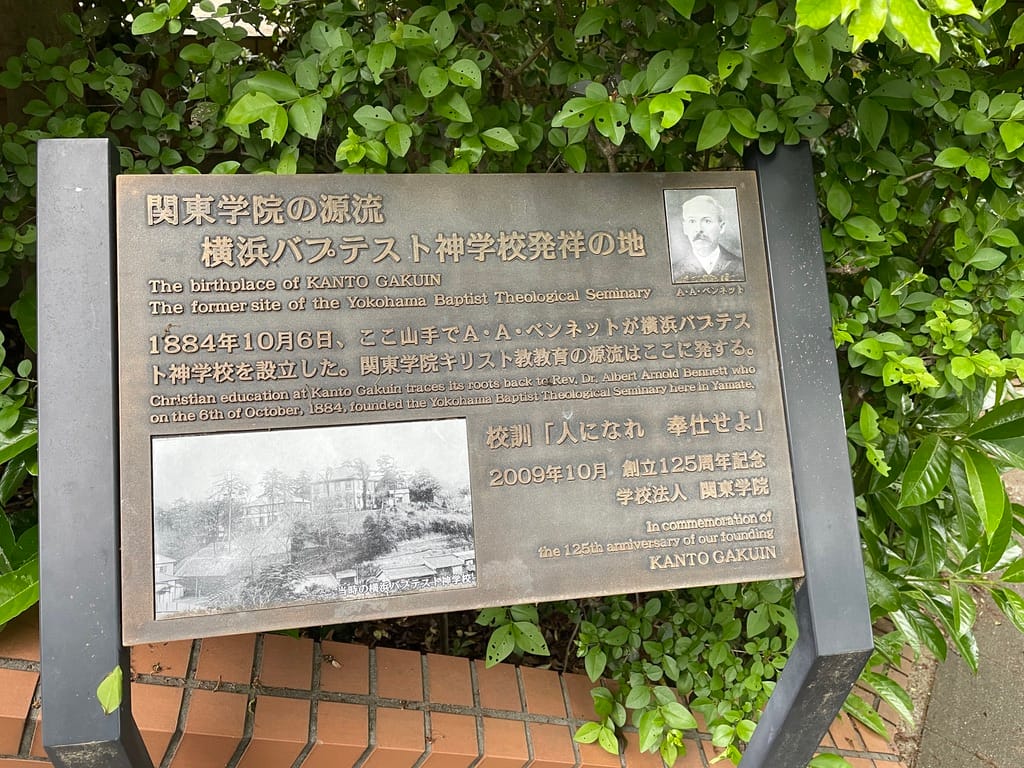 関東学院の源流
横浜バプテスト神学校発祥の地
The birthplace of KANTO GAKUIN
The former site of the Yokohama Baptist Theological Seminary
A・A・ベンネット
1884年10月6日、ここ山手でA・A・ベンネットが横浜バプテス
ト神学校を設立した。関東学院キリスト教教育の源流はここに発する。
Christian education at Kanto Gakuin traces its roots back to Rev. Dr. Albert Arnold Bennett who
on the 6th of October, 1884, founded the Yokohama Baptist Theological Seminary here in Yamate.
校訓「人になれ 奉仕せよ」
2009年10月 創立125周年記念
学校法人 関東学院
In commemoration of
the 125th anniversary of our founding
KANTO GAKUIN
当時の横浜バプテスト神学校